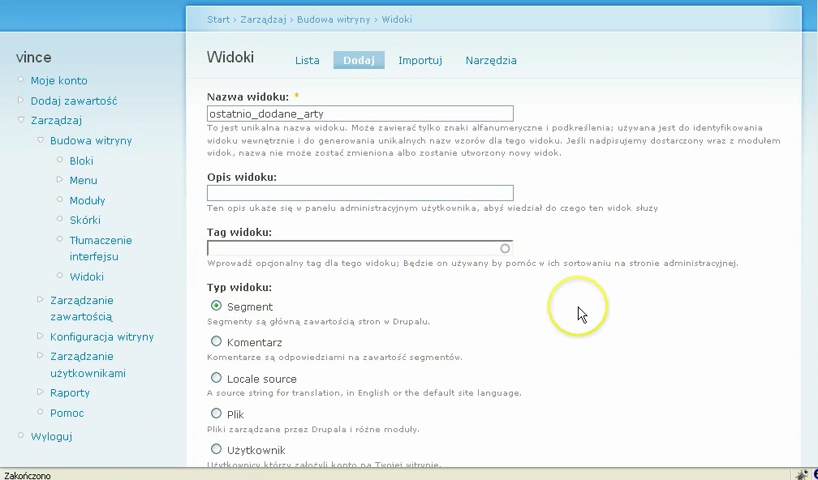 Start › Zarządzaj › Budowa witryny › Widoki
vince
Moje konto
Dodaj zawartość
Zarządzaj
Budowa witryny
Bloki
Menu
Moduły
Skórki
Tłumaczenie
interfejsu
Widoki
Zarządzanie
zawartością
Konfiguracja witryny
Zarządzanie
użytkownikami
Raporty
Pomoc
Wyloguj
Widoki Lista Dodaj Importuj Narzędzia
Nazwa widoku: *
ostatnio_dodane_arty
To jest unikalna nazwa widoku. Może zawierać tylko znaki alfanumeryczne i podkreślenia; używana jest do identyfikowania
widoku wewnętrznie i do generowania unikalnych nazw wzorów dla tego widoku. Jeśli nadpisujemy dostarczony wraz z modułem
widok, nazwa nie może zostać zmieniona albo zostanie utworzony nowy widok.
Opis widoku:
Ten opis ukaże się w panelu administracyjnym użytkownika, abyś wiedział do czego ten widok służy
Tag widoku:
Wprowadź opcjonalny tag dla tego widoku; Będzie on używany by pomóc w ich sortowaniu na stronie administracyjnej.
Typ widoku:
Segment
Segmenty są główną zawartością stron w Drupalu.
Komentarz
Komentarze są odpowiedziami na zawartość segmentów.
Locale source
A source string for translation, in English or the default site language.
Plik
Pliki zarządzane przez Drupala i różne moduły.
Użytkownik
Użytkownicy którzy założyli konto na Twojej witrynie.
Zakończono